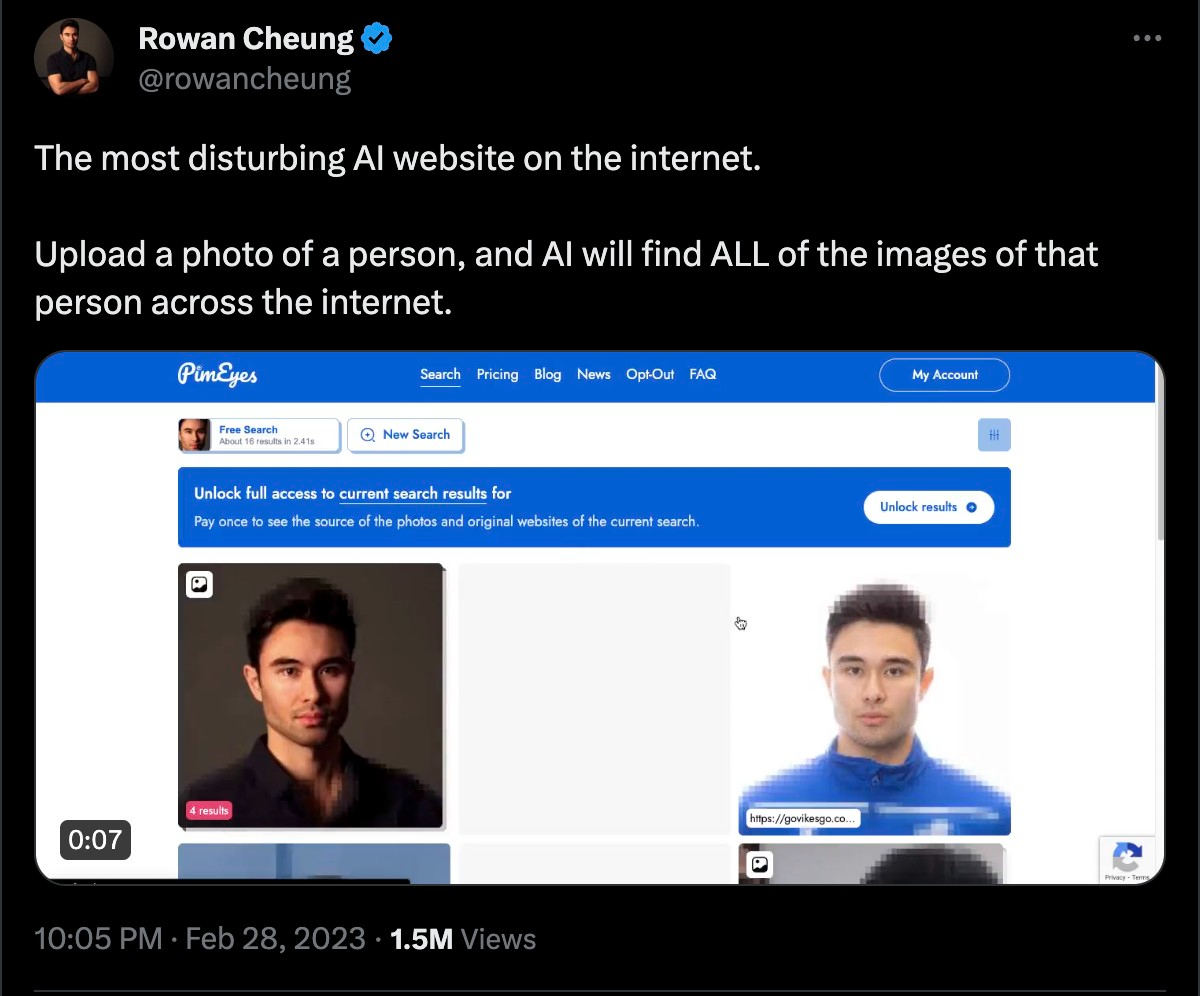 Rowan Cheung
@rowancheung
The most disturbing AI website on the internet.
Upload a photo of a person, and AI will find ALL of the images of that
person across the internet.
PimEyes
Search Pricing Blog News Opt-Out FAQ
My Account
Free Search
About 16 results in 2.41s
New Search
Unlock full access to current search results for
Pay once to see the source of the photos and original websites of the current search.
Unlock results
4 results
https://govikesgo.co...
0:07
Privacy - Terms
10:05 PM · Feb 28, 2023 · 1.5M Views